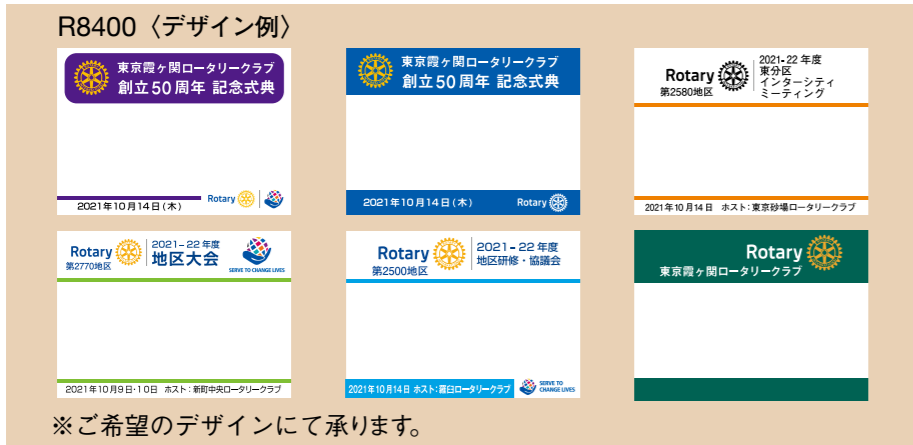 R8400〈デザイン例〉
東京霞ヶ関ロータリークラブ
創立50周年 記念式典
2021年10月14日(木)
Rotary
東京霞ヶ関ロータリークラブ
創立50周年 記念式典
2021年10月14日(木)
Rotary
Rotary
第2580地区
2021-22年度
東分区
インターシティ
ミーティング
2021年10月14日 ホスト:東京砂場ロータリークラブ
Rotary
第2770地区
2021-22年度
地区大会
SERVE TO CHANGE LIVES
2021年10月9日・10日 ホスト:新町中央ロータリークラブ
Rotary
第2500地区
2021-22年度
地区研修・協議会
2021年10月14日 ホスト:羅臼ロータリークラブ
SERVE TO
CHANGE LIVES
Rotary
東京霞ヶ関ロータリークラブ
※ご希望のデザインにて承ります。